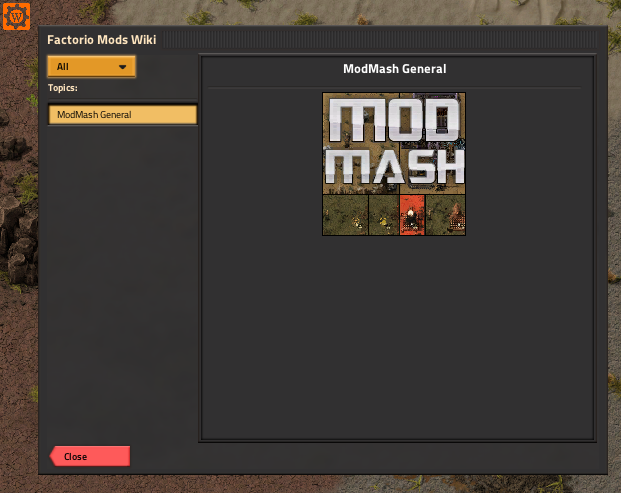 Factorio Mods Wiki
All
Topics:
ModMash General
ModMash General
MOD
MASH
Close